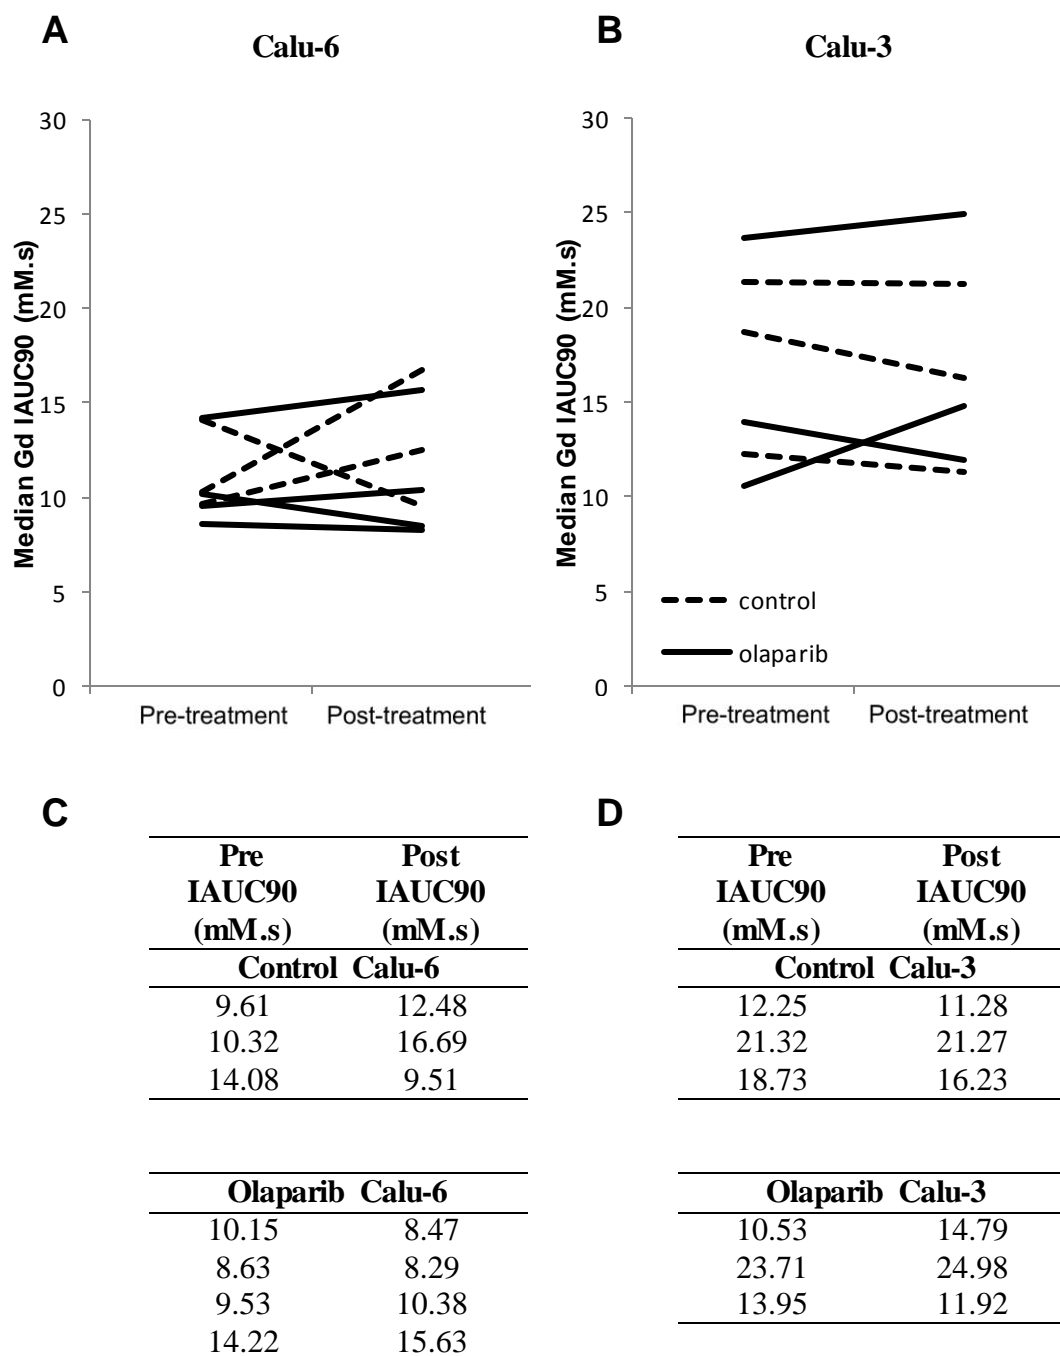 A
Calu-6
30
25
20
15
10
5
0
Median Gd IAUC90 (mM.s)
Pre-treatment Post-treatment
B
Calu-3
30
25
20
15
10
5
0
Median Gd IAUC90 (mM.s)
control
olaparib
Pre-treatment Post-treatment
C
Pre Post
IAUC90 IAUC90
(mM.s) (mM.s)
Control Calu-6
9.61 12.48
10.32 16.69
14.08 9.51
Olaparib Calu-6
10.15 8.47
8.63 8.29
9.53 10.38
14.22 15.63
D
Pre Post
IAUC90 IAUC90
(mM.s) (mM.s)
Control Calu-3
12.25 11.28
21.32 21.27
18.73 16.23
Olaparib Calu-3
10.53 14.79
23.71 24.98
13.95 11.92